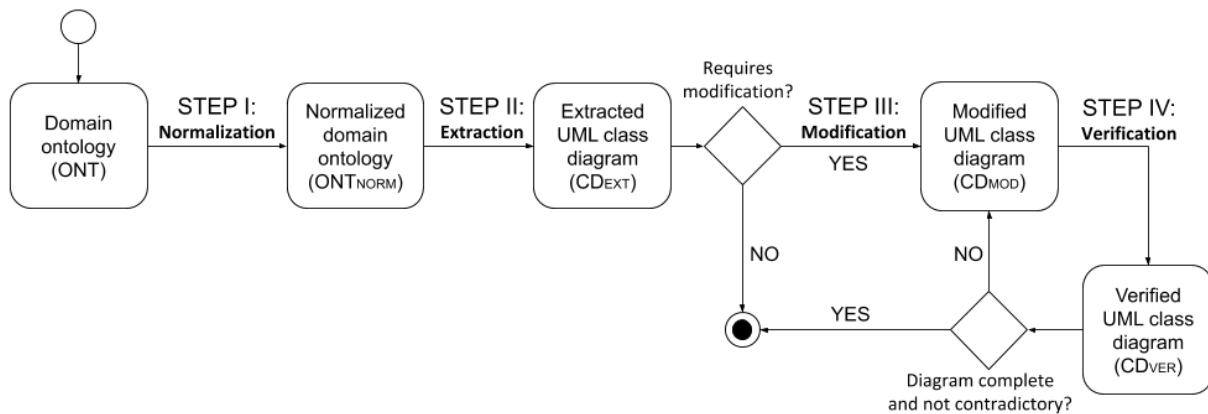 Domain
ontology
(ONT)
STEP I:
Normalization
Normalized
domain
ontology
(ONTNORM)
STEP II:
Extraction
Extracted
UML class
diagram
(CDEXT)
Requires
modification?
STEP III:
Modification
YES
NO
Modified
UML class
diagram
(CDMOD)
STEP IV:
Verification
Verified
UML class
diagram
(CDVER)
Diagram complete
and not contradictory?
NO
YES